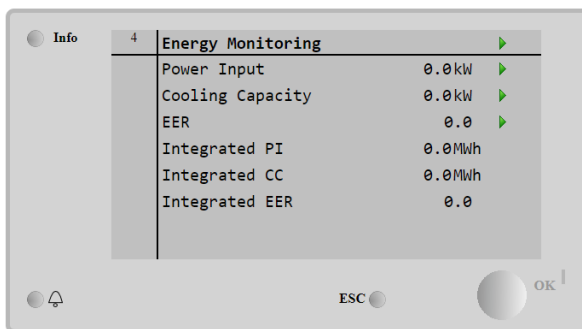 Info
4 Energy Monitoring
Power Input 0.0kW
Cooling Capacity 0.0kW
EER 0.0
Integrated PI 0.0MWh
Integrated CC 0.0MWh
Integrated EER 0.0
ESC
OK